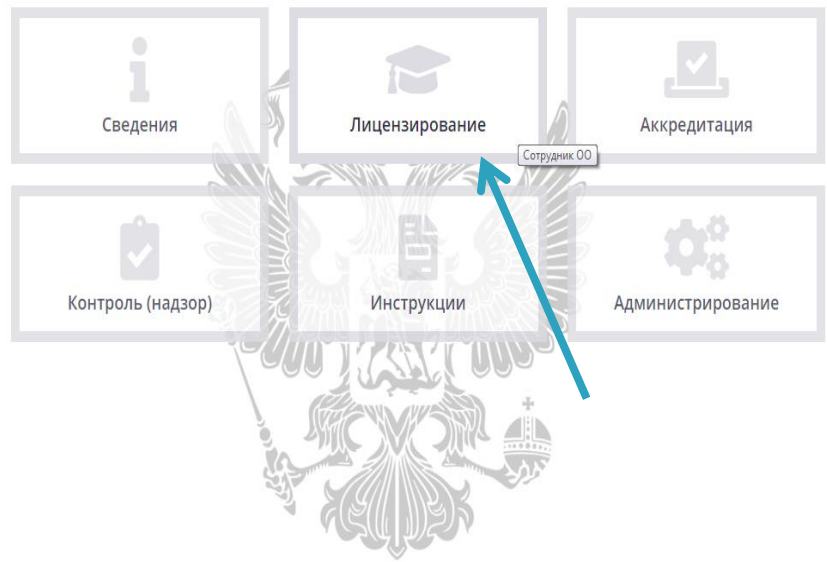 Сведения
Лицензирование
Аккредитация
Сотрудник ОО
Контроль (надзор)
Инструкции
Администрирование